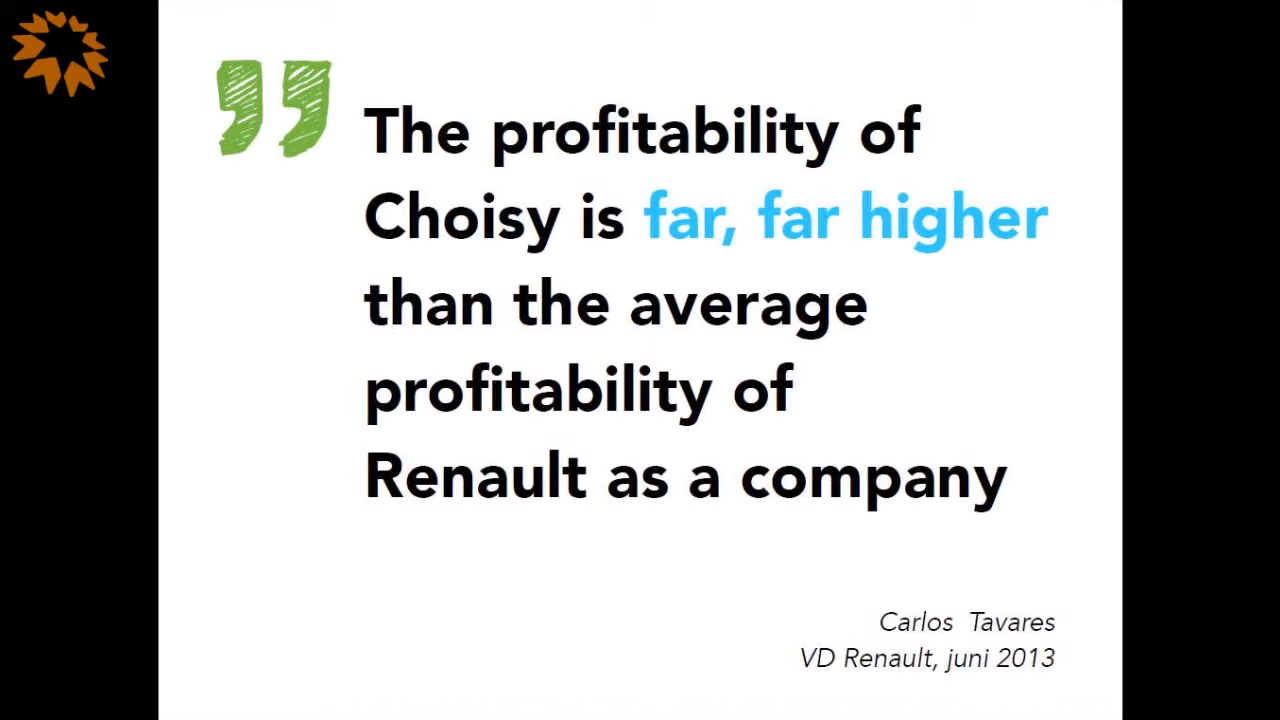 ” The profitability of
Choisy is far, far higher
than the average
profitability of
Renault as a company
Carlos Tavares
VD Renault, juni 2013